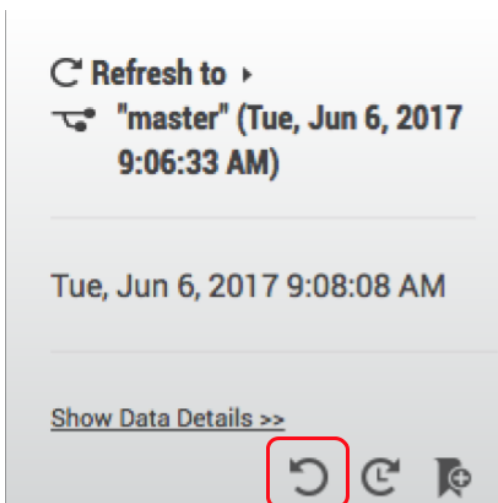 Refresh to ▸
"master" (Tue, Jun 6, 2017
9:06:33 AM)
Tue, Jun 6, 2017 9:08:08 AM
Show Data Details >>